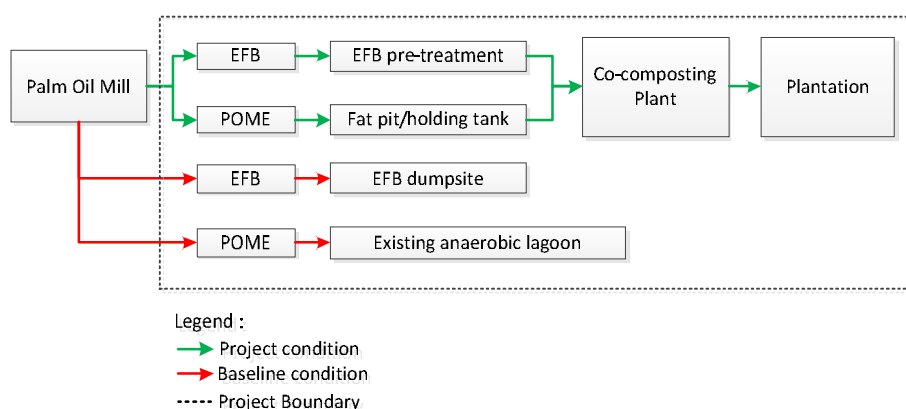 Palm Oil Mill
EFB
EFB pre-treatment
POME
Fat pit/holding tank
Co-composting
Plant
Plantation
EFB
EFB dumpsite
POME
Existing anaerobic lagoon
Legend :
Project condition
Baseline condition
Project Boundary